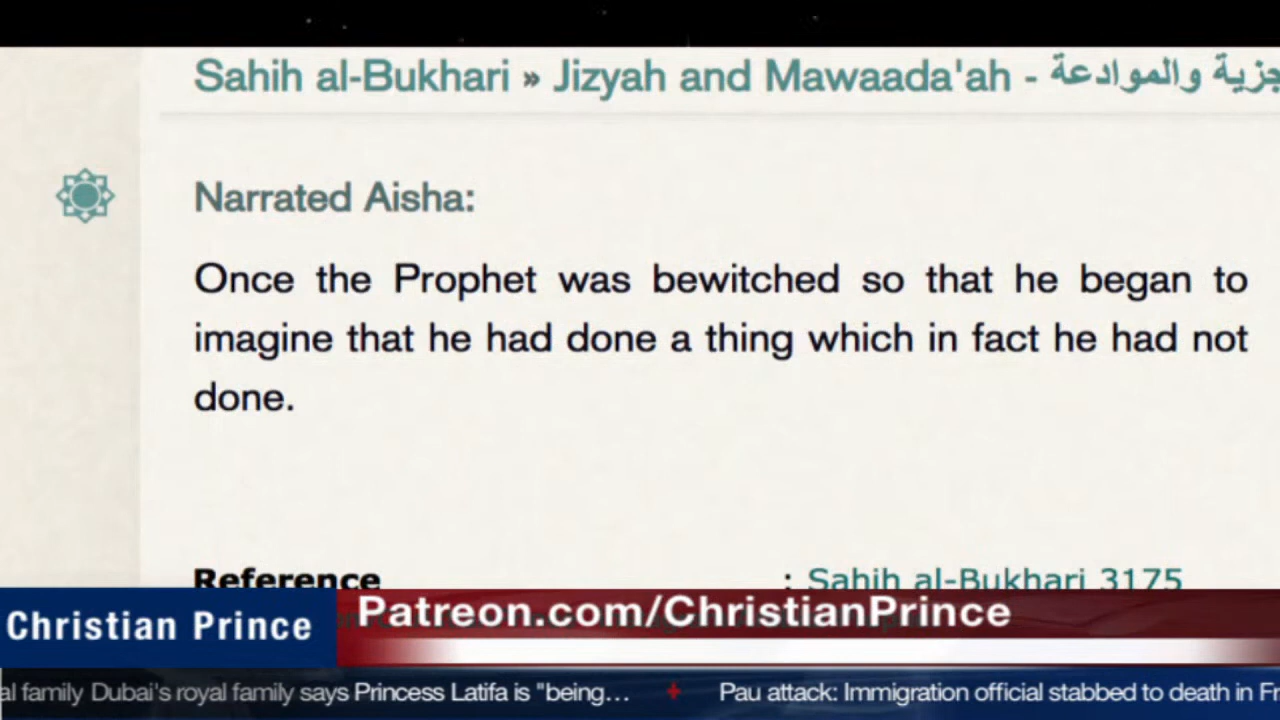 Sahih al-Bukhari » Jizyah and Mawaada'ah - جزية والموادعة
Narrated Aisha:
Once the Prophet was bewitched so that he began to
imagine that he had done a thing which in fact he had not
done.
Reference : Sahih al-Bukhari 3175
Christian Prince
Patreon.com/ChristianPrince
al family Dubai's royal family says Princess Latifa is "being... Pau attack: Immigration official stabbed to death in Fr